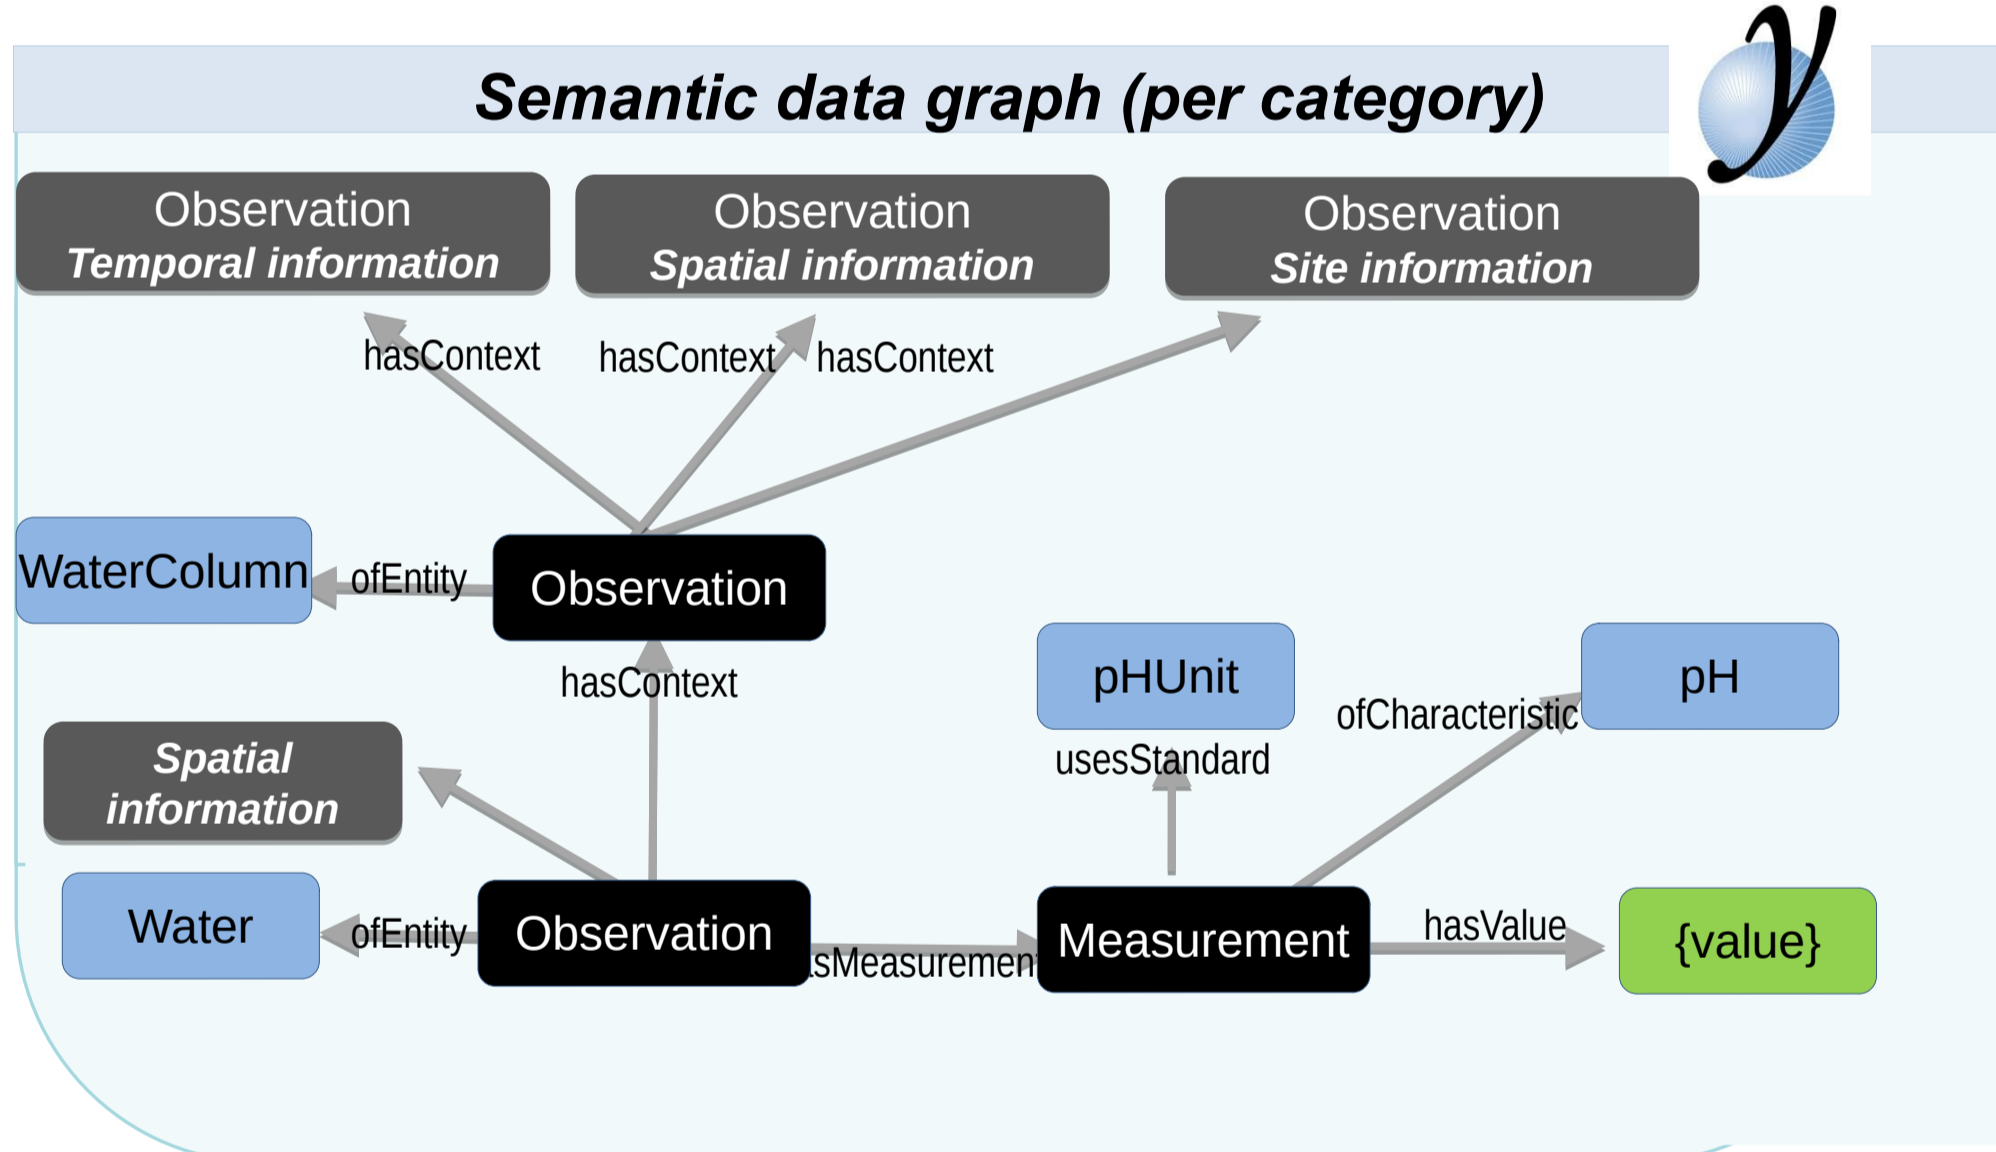 Semantic data graph (per category)
y
Observation
Temporal information
Observation
Spatial information
Observation
Site information
hasContext
hasContext
hasContext
WaterColumn
ofEntity
Observation
hasContext
pHUnit
pH
ofCharacteristic
usesStandard
Spatial
information
Water
ofEntity
Observation
asMeasurement
Measurement
hasValue
{value}